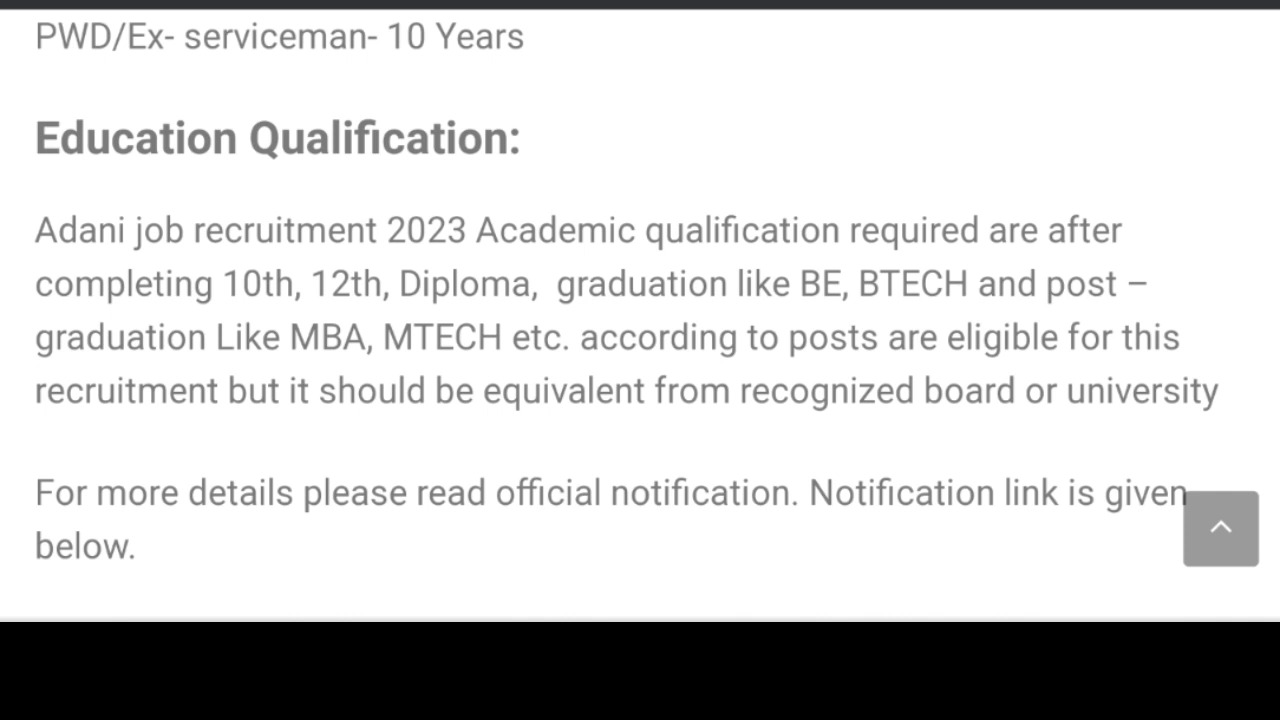 PWD/Ex- serviceman- 10 Years
Education Qualification:
Adani job recruitment 2023 Academic qualification required are after
completing 10th, 12th, Diploma,  graduation like BE, BTECH and post –
graduation Like MBA, MTECH etc. according to posts are eligible for this
recruitment but it should be equivalent from recognized board or university
For more details please read official notification. Notification link is given
below.